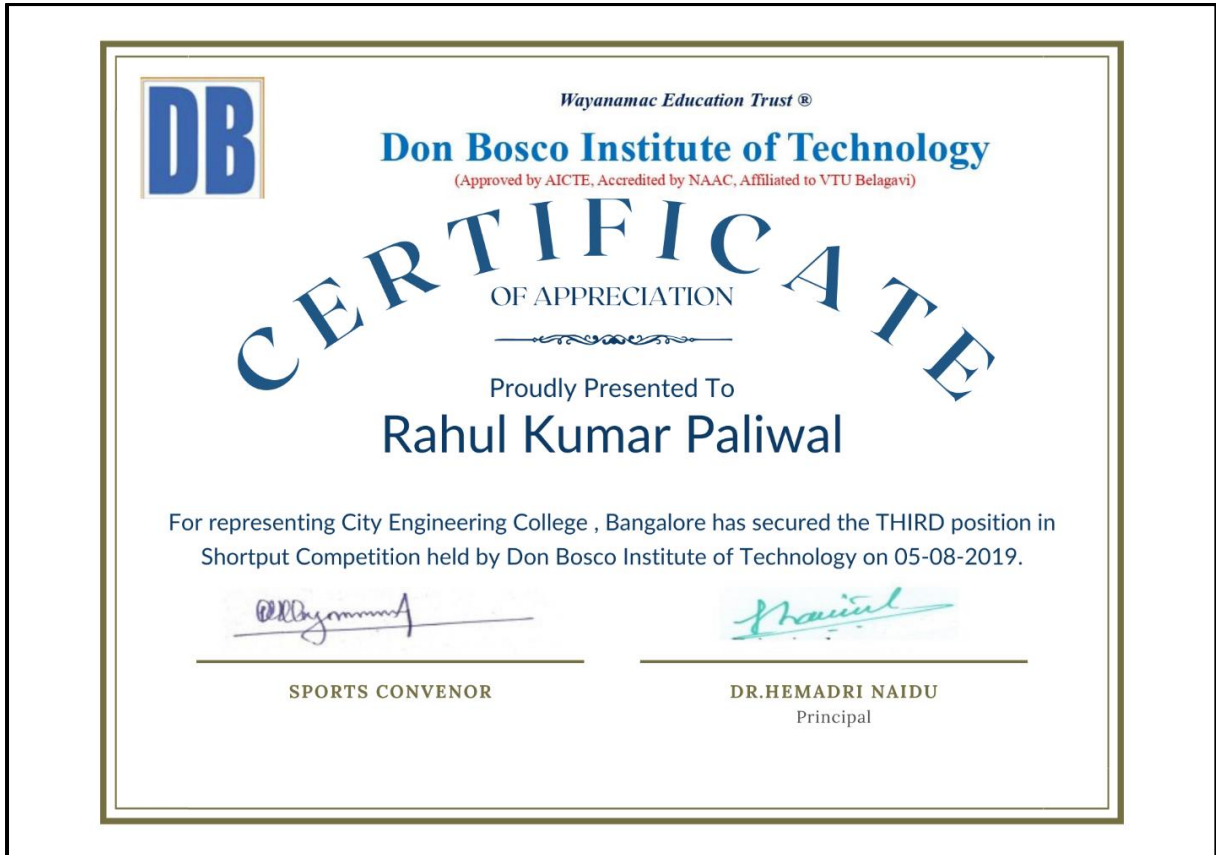 DB
Wayanamac Education Trust ®
Don Bosco Institute of Technology
(Approved by AICTE, Accredited by NAAC, Affiliated to VTU Belagavi)
CERTIFICATE
OF APPRECIATION
Proudly Presented To
Rahul Kumar Paliwal
For representing City Engineering College , Bangalore has secured the THIRD position in
Shortput Competition held by Don Bosco Institute of Technology on 05-08-2019.
SPORTS CONVENOR
DR.HEMADRI NAIDU
Principal